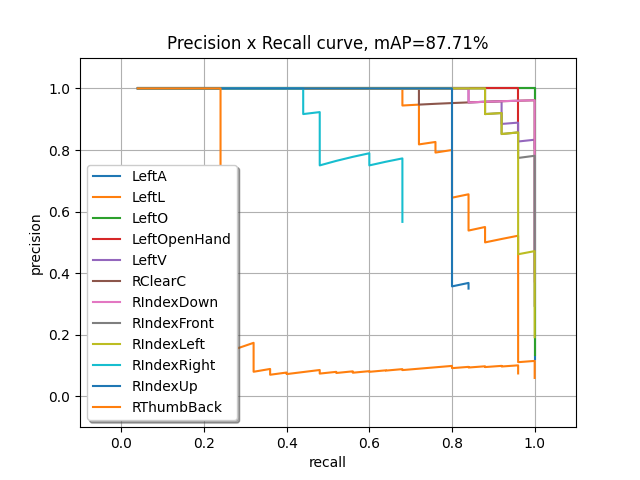 Precision x Recall curve, mAP=87.71%
precision
1.0
0.8
0.6
0.4
0.2
0.0
LeftA
LeftL
LeftO
LeftOpenHand
LeftV
RClearC
RIndexDown
RIndexFront
RIndexLeft
RIndexRight
RIndexUp
RThumbBack
0.0 0.2 0.4 0.6 0.8 1.0
recall